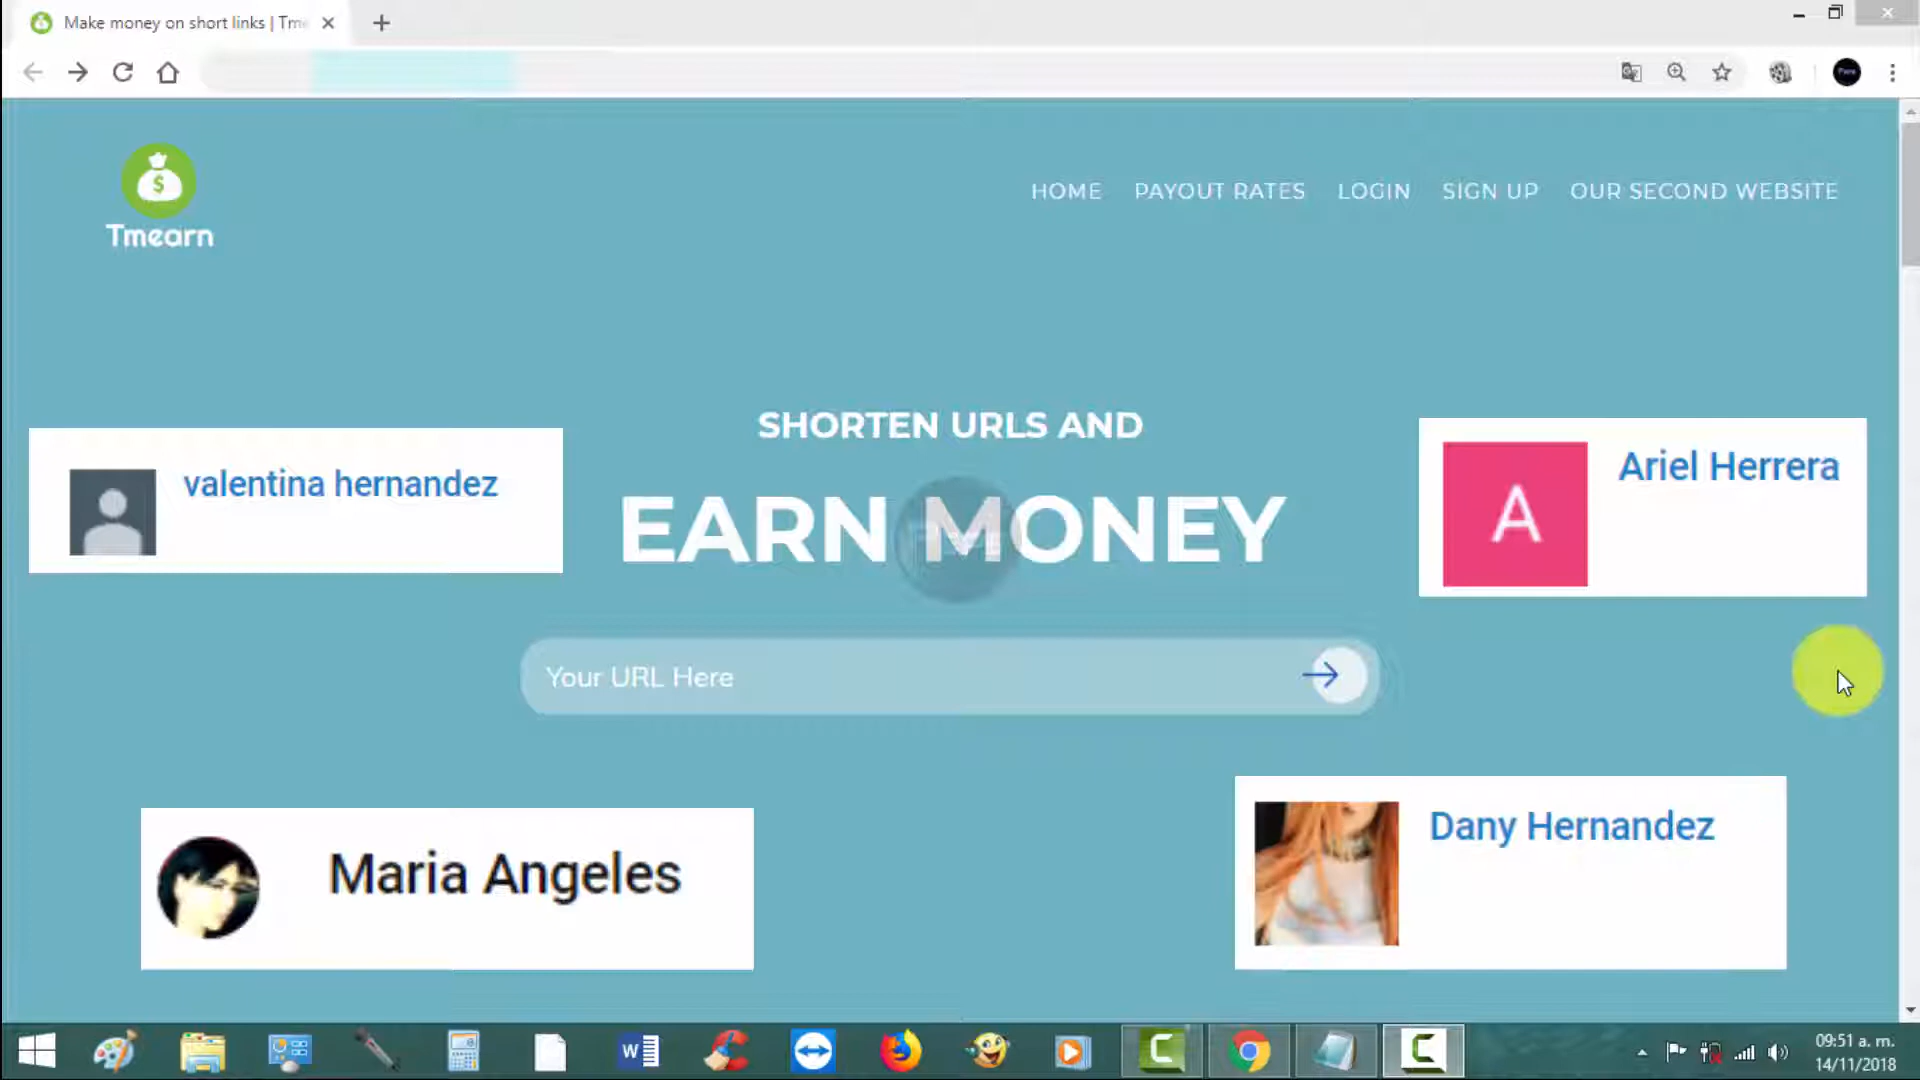 Make money on short links | Tme
Tmearn
HOME PAYOUT RATES LOGIN SIGN UP OUR SECOND WEBSITE
SHORTEN URLS AND
EARN MONEY
valentina hernandez
Ariel Herrera
Your URL Here
Maria Angeles
Dany Hernandez
09:51 a. m.
14/11/2018